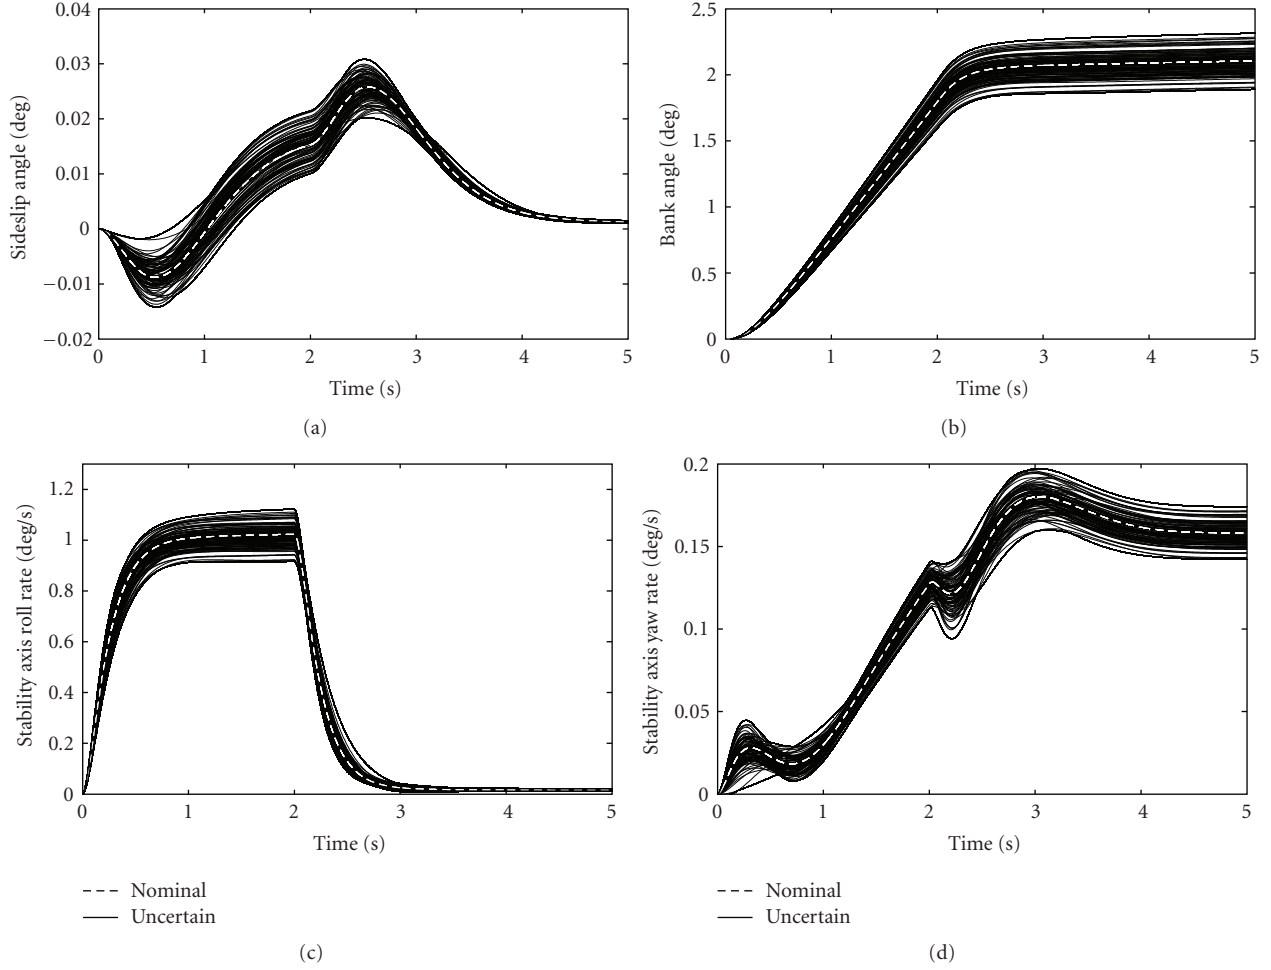 0.04
0.03
0.02
0.01
0
−0.01
−0.02
Sideslip angle (deg)
0 1 2 3 4 5
Time (s)
(a)
2.5
2
1.5
1
0.5
0
Bank angle (deg)
0 1 2 3 4 5
Time (s)
(b)
1.2
1
0.8
0.6
0.4
0.2
0
Stability axis roll rate (deg/s)
0 1 2 3 4 5
Time (s)
Nominal
Uncertain
(c)
0.2
0.15
0.1
0.05
0
Stability axis yaw rate (deg/s)
0 1 2 3 4 5
Time (s)
Nominal
Uncertain
(d)